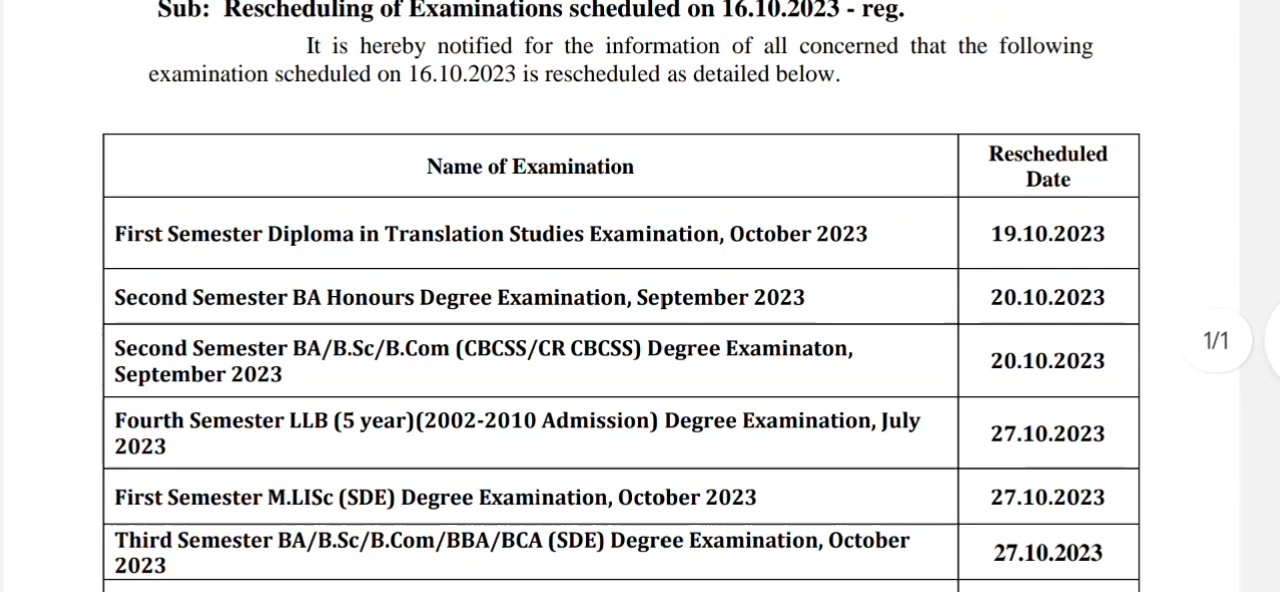 Sub: Rescheduling of Examinations scheduled on 16.10.2023 - reg.
It is hereby notified for the information of all concerned that the following
examination scheduled on 16.10.2023 is rescheduled as detailed below.
Name of Examination
Rescheduled
Date
First Semester Diploma in Translation Studies Examination, October 2023
19.10.2023
Second Semester BA Honours Degree Examination, September 2023
20.10.2023
Second Semester BA/B.Sc/B.Com (CBCSS/CR CBCSS) Degree Examinaton,
September 2023
20.10.2023
Fourth Semester LLB (5 year)(2002-2010 Admission) Degree Examination, July
2023
27.10.2023
First Semester M.LISc (SDE) Degree Examination, October 2023
27.10.2023
Third Semester BA/B.Sc/B.Com/BBA/BCA (SDE) Degree Examination, October
2023
27.10.2023
1/1